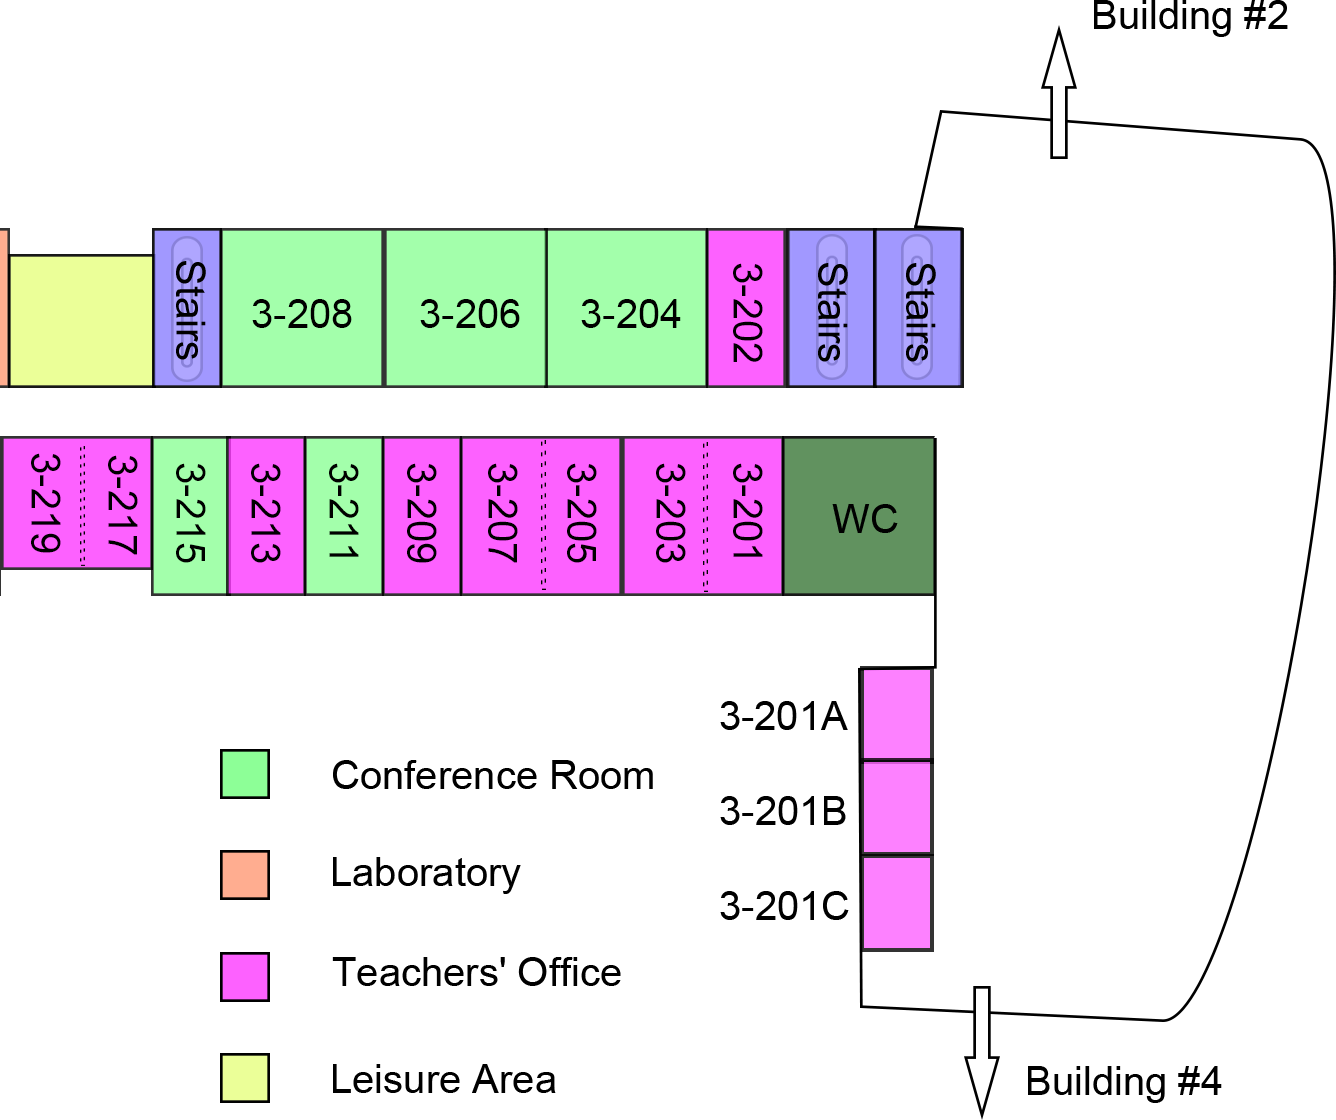 Building #2
Stairs
3-208
3-206
3-204
3-202
Stairs
Stairs
3-219
3-217
3-215
3-213
3-211
3-209
3-207
3-205
3-203
3-201
WC
3-201A
3-201B
3-201C
Conference Room
Laboratory
Teachers' Office
Leisure Area
Building #4